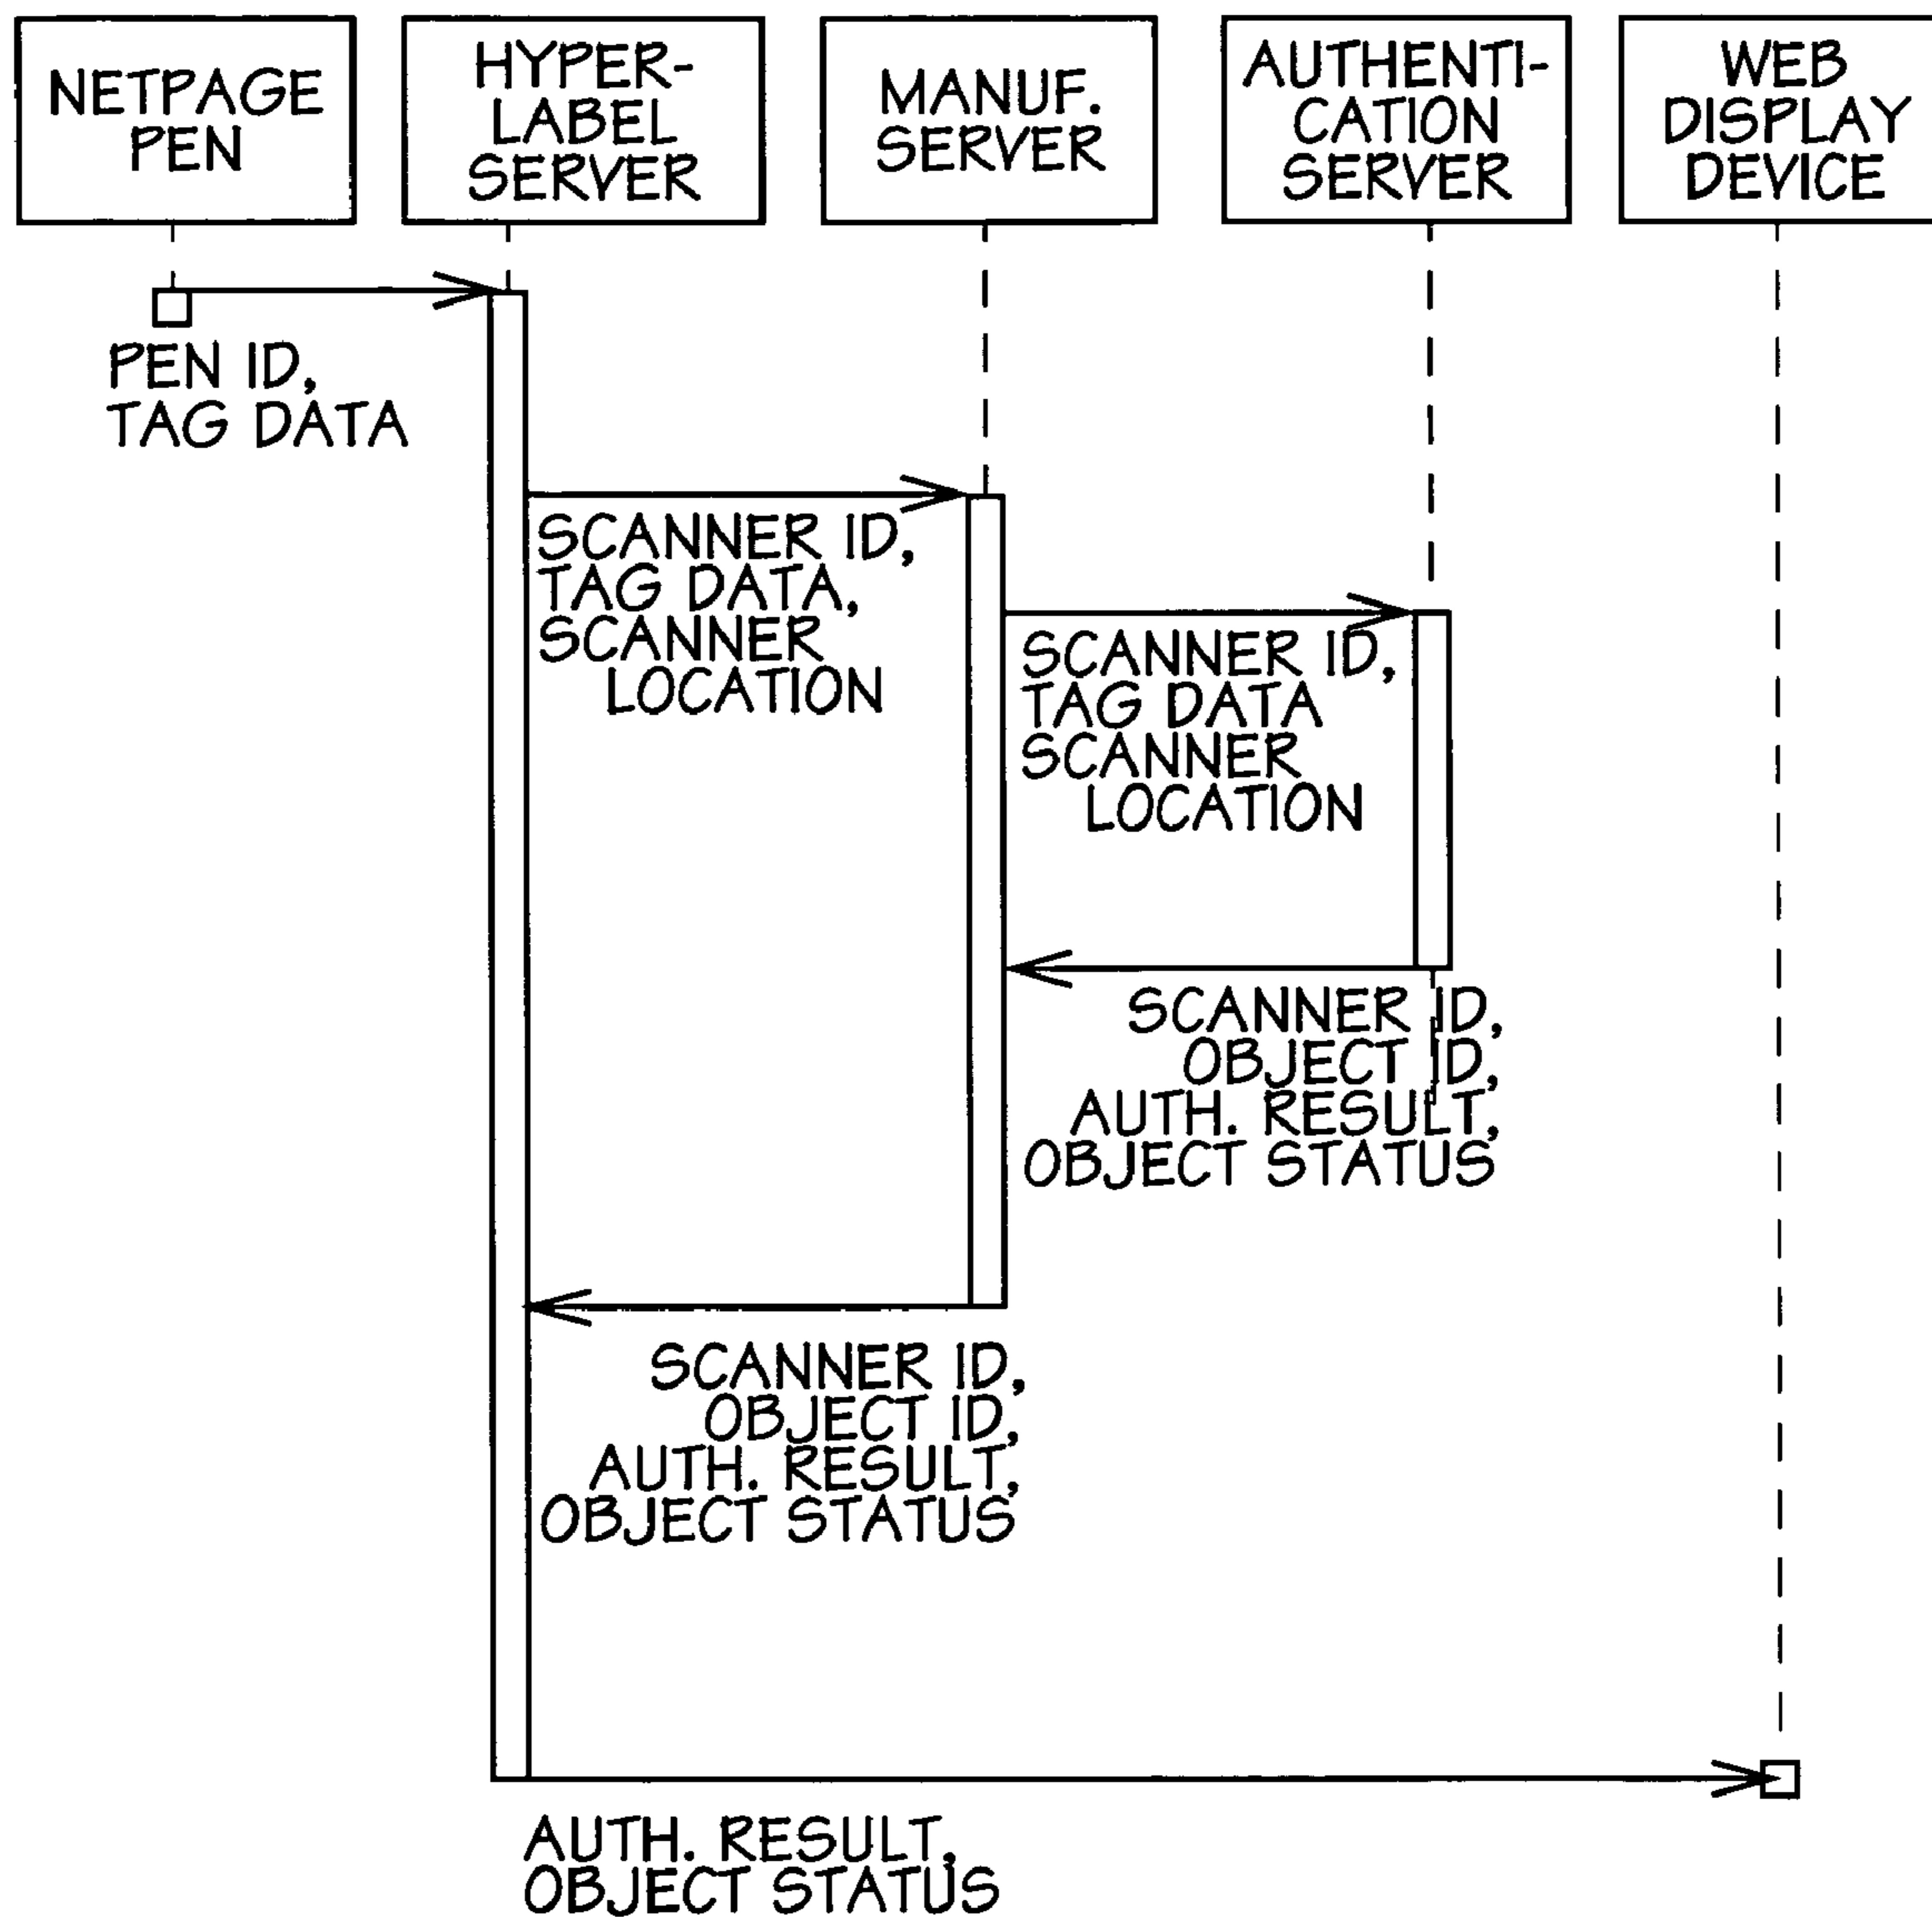 NETPAGE
PEN
HYPER-
LABEL
SERVER
MANUF.
SERVER
AUTHENTI-
CATION
SERVER
WEB
DISPLAY
DEVICE
PEN ID,
TAG DATA
SCANNER ID,
TAG DATA,
SCANNER
LOCATION
SCANNER ID,
TAG DATA
SCANNER
LOCATION
SCANNER ID,
OBJECT ID,
AUTH. RESULT,
OBJECT STATUS
SCANNER ID,
OBJECT ID,
AUTH. RESULT,
OBJECT STATUS
AUTH. RESULT,
OBJECT STATUS